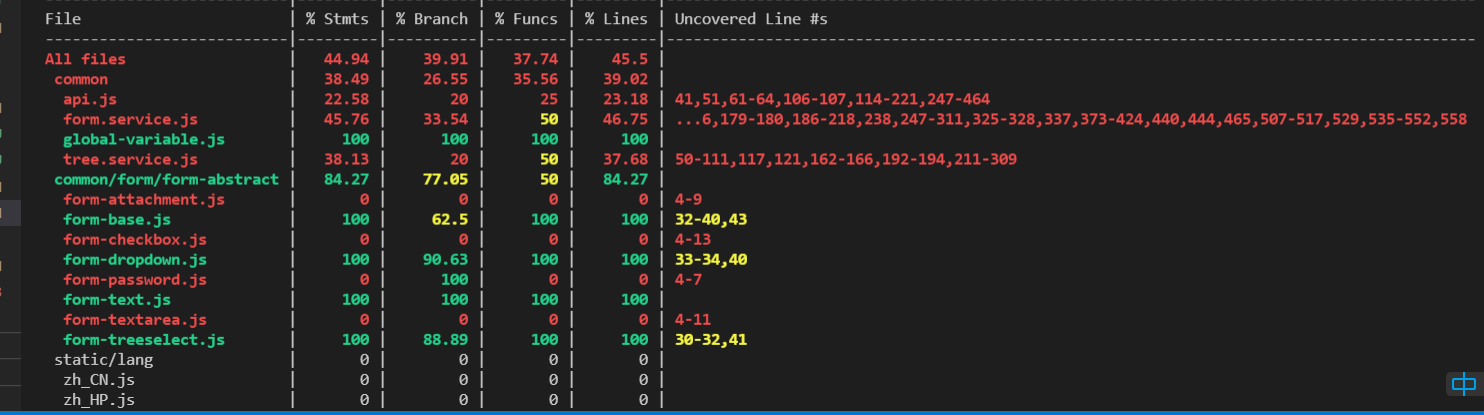 File | % Stmts | % Branch | % Funcs | % Lines | Uncovered Line #s
All files | 44.94 | 39.91 | 37.74 | 45.5 |
common | 38.49 | 26.55 | 35.56 | 39.02 |
api.js | 22.58 | 20 | 25 | 23.18 | 41,51,61-64,106-107,114-221,247-464
form.service.js | 45.76 | 33.54 | 50 | 46.75 | ...6,179-180,186-218,238,247-311,325-328,337,373-424,440,444,465,507-517,529,535-552,558
global-variable.js | 100 | 100 | 100 | 100 |
tree.service.js | 38.13 | 20 | 50 | 37.68 | 50-111,117,121,162-166,192-194,211-309
common/form/form-abstract | 84.27 | 77.05 | 50 | 84.27 |
form-attachment.js | 0 | 0 | 0 | 0 | 4-9
form-base.js | 100 | 62.5 | 100 | 100 | 32-40,43
form-checkbox.js | 0 | 0 | 0 | 0 | 4-13
form-dropdown.js | 100 | 90.63 | 100 | 100 | 33-34,40
form-password.js | 0 | 100 | 0 | 0 | 4-7
form-text.js | 100 | 100 | 100 | 100 |
form-textarea.js | 0 | 0 | 0 | 0 | 4-11
form-treeselect.js | 100 | 88.89 | 100 | 100 | 30-32,41
static/lang | 0 | 0 | 0 | 0 |
zh_CN.js | 0 | 0 | 0 | 0 |
zh_HP.js | 0 | 0 | 0 | 0 |